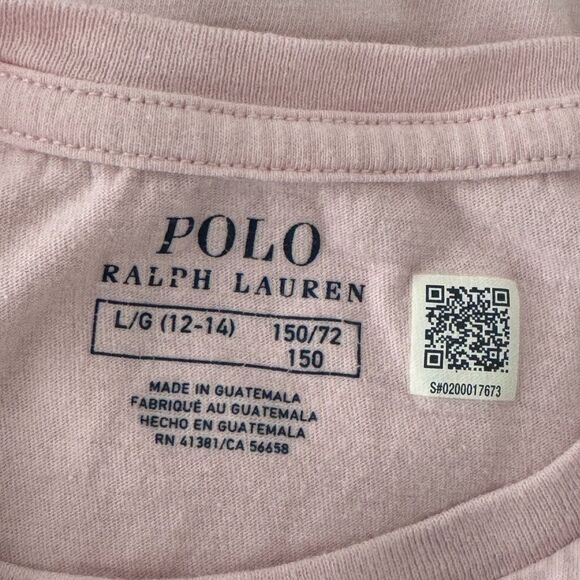 POLO
RALPH LAUREN
L/G (12-14) 150/72
150
MADE IN GUATEMALA
FABRIQUÉ AU GUATEMALA
HECHO EN GUATEMALA
RN 41381/CA 56658
S#0200017673